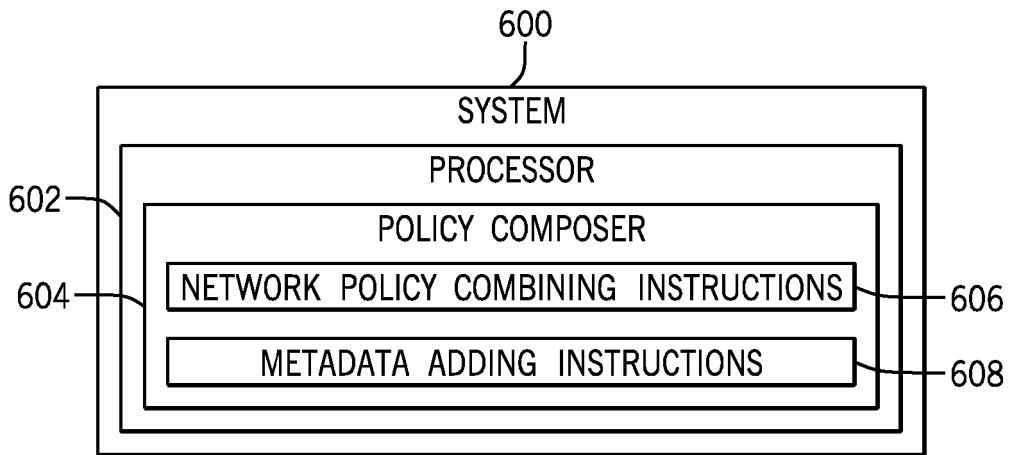 600
SYSTEM
PROCESSOR
602
POLICY COMPOSER
604
NETWORK POLICY COMBINING INSTRUCTIONS
606
METADATA ADDING INSTRUCTIONS
608